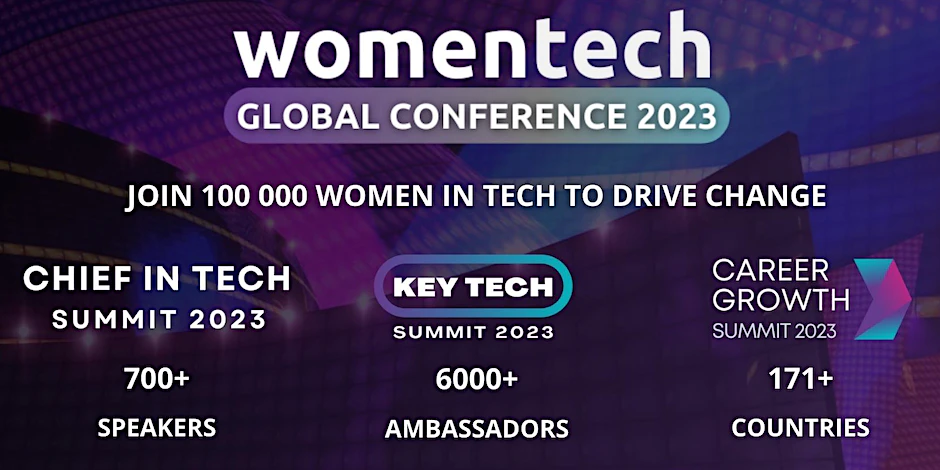 womentech
GLOBAL CONFERENCE 2023
JOIN 100 000 WOMEN IN TECH TO DRIVE CHANGE
CHIEF IN TECH
SUMMIT 2023
KEY TECH
SUMMIT 2023
CAREER
GROWTH
SUMMIT 2023
700+
6000+
171+
SPEAKERS
AMBASSADORS
COUNTRIES